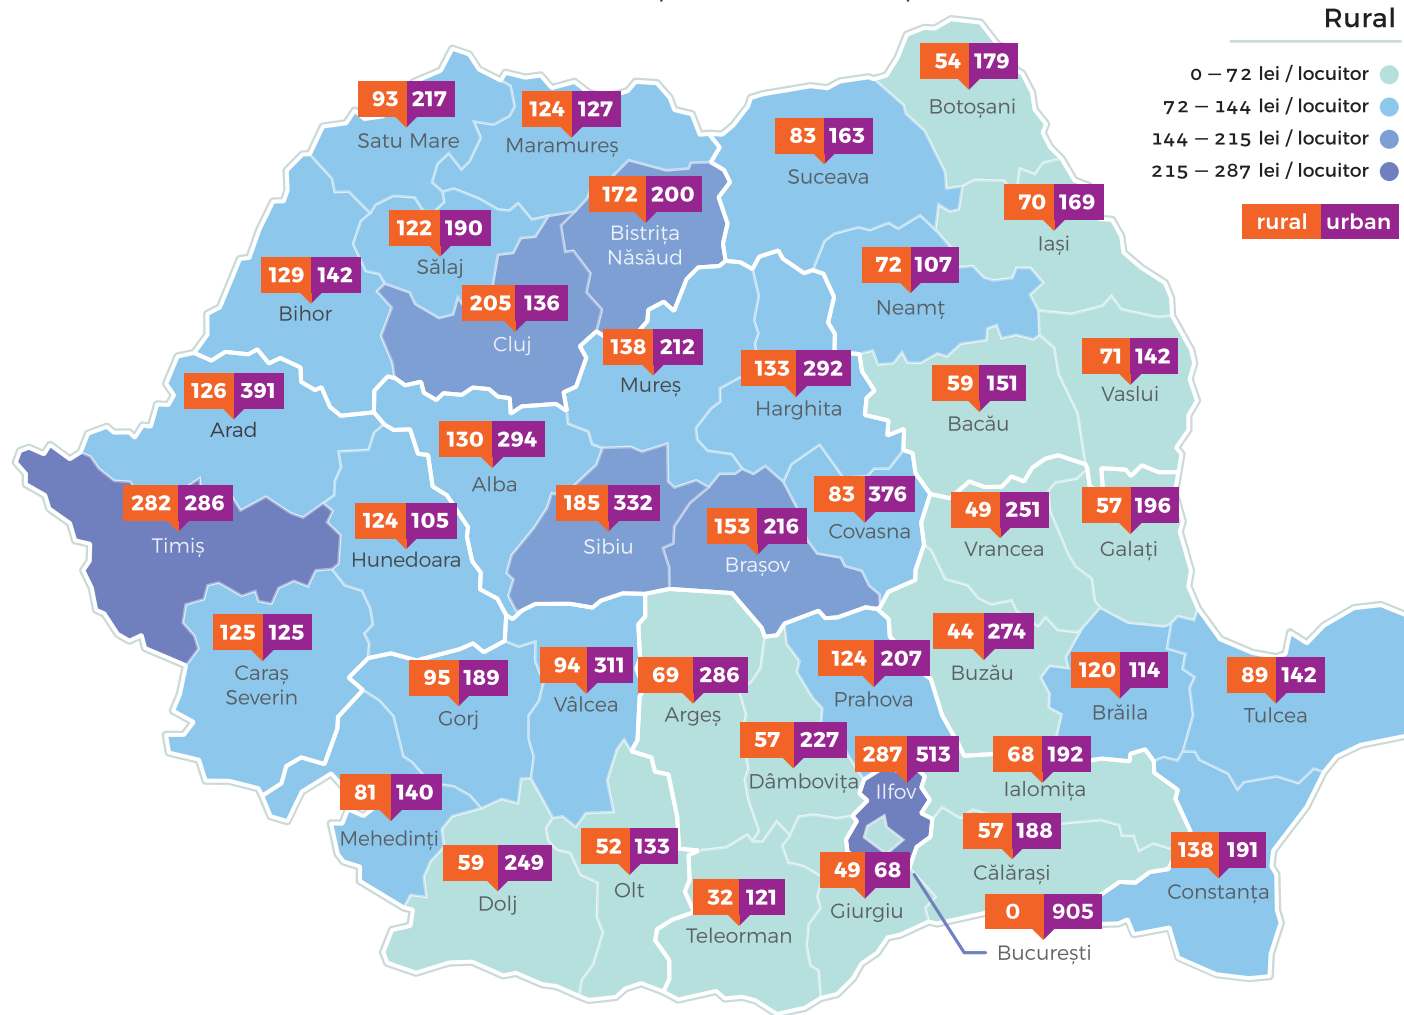 Rural
0 – 72 lei / locuitor
72 – 144 lei / locuitor
144 – 215 lei / locuitor
215 – 287 lei / locuitor
rural urban
54 179
Botoșani
93 217
Satu Mare
124 127
Maramureș
83 163
Suceava
172 200
Bistrița
Năsăud
70 169
Iași
122 190
Sălaj
129 142
Bihor
72 107
Neamț
205 136
Cluj
138 212
Mureș
133 292
Harghita
71 142
Vaslui
59 151
Bacău
126 391
Arad
130 294
Alba
282 286
Timiș
124 105
Hunedoara
185 332
Sibiu
153 216
Brașov
83 376
Covasna
49 251
Vrancea
57 196
Galați
125 125
Caraș
Severin
95 189
Gorj
94 311
Vâlcea
69 286
Argeș
124 207
Prahova
44 274
Buzău
120 114
Brăila
89 142
Tulcea
57 227
Dâmbovița
287 513
Ilfov
68 192
Ialomița
81 140
Mehedinți
59 249
Dolj
52 133
Olt
32 121
Teleorman
49 68
Giurgiu
57 188
Călărași
138 191
Constanța
0 905
București